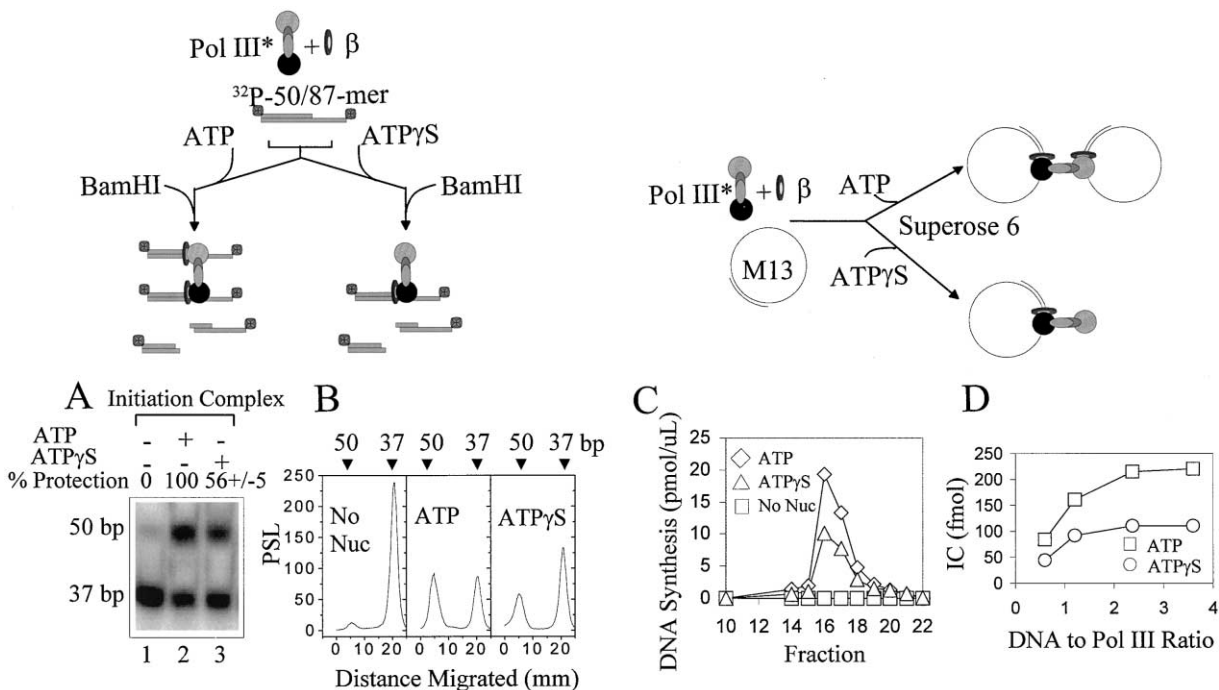 Pol III* + β
³²P-50/87-mer
ATP
ATPγS
BamHI
BamHI
Pol III* + β
M13
ATP
Superose 6
ATPγS
A
Initiation Complex
ATP - + -
ATPγS - - +
% Protection 0 100 56+/-5
50 bp
37 bp
1 2 3
B
50 37 50 37 50 37 bp
PSL
250
200
150
100
50
0
No Nuc
ATP
ATPγS
0 10 20 0 10 20 0 10 20
Distance Migrated (mm)
C
DNA Synthesis (pmol/uL)
25
20
15
10
5
0
ATP
ATPγS
No Nuc
10 12 14 16 18 20 22
Fraction
D
IC (fmol)
250
200
150
100
50
0
ATP
ATPγS
0 1 2 3 4
DNA to Pol III Ratio